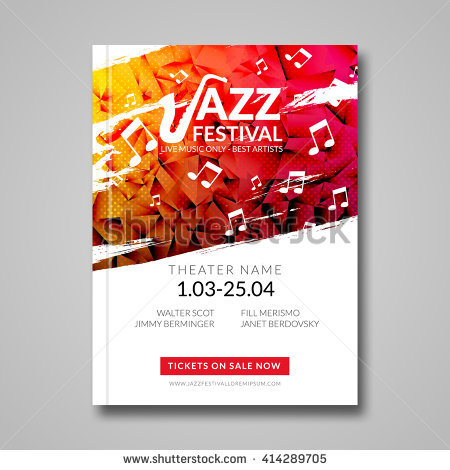 JAZZ
FESTIVAL
LIVE MUSIC ONLY - BEST ARTISTS
shutterstock
THEATER NAME
1.03-25.04
WALTER SCOT FILL MERISMO
JIMMY BERMINGER JANET BERDOVSKY
TICKETS ON SALE NOW
WWW.JAZZFESTIVALLOREMIPSUM.COM
www.shutterstock.com · 414289705